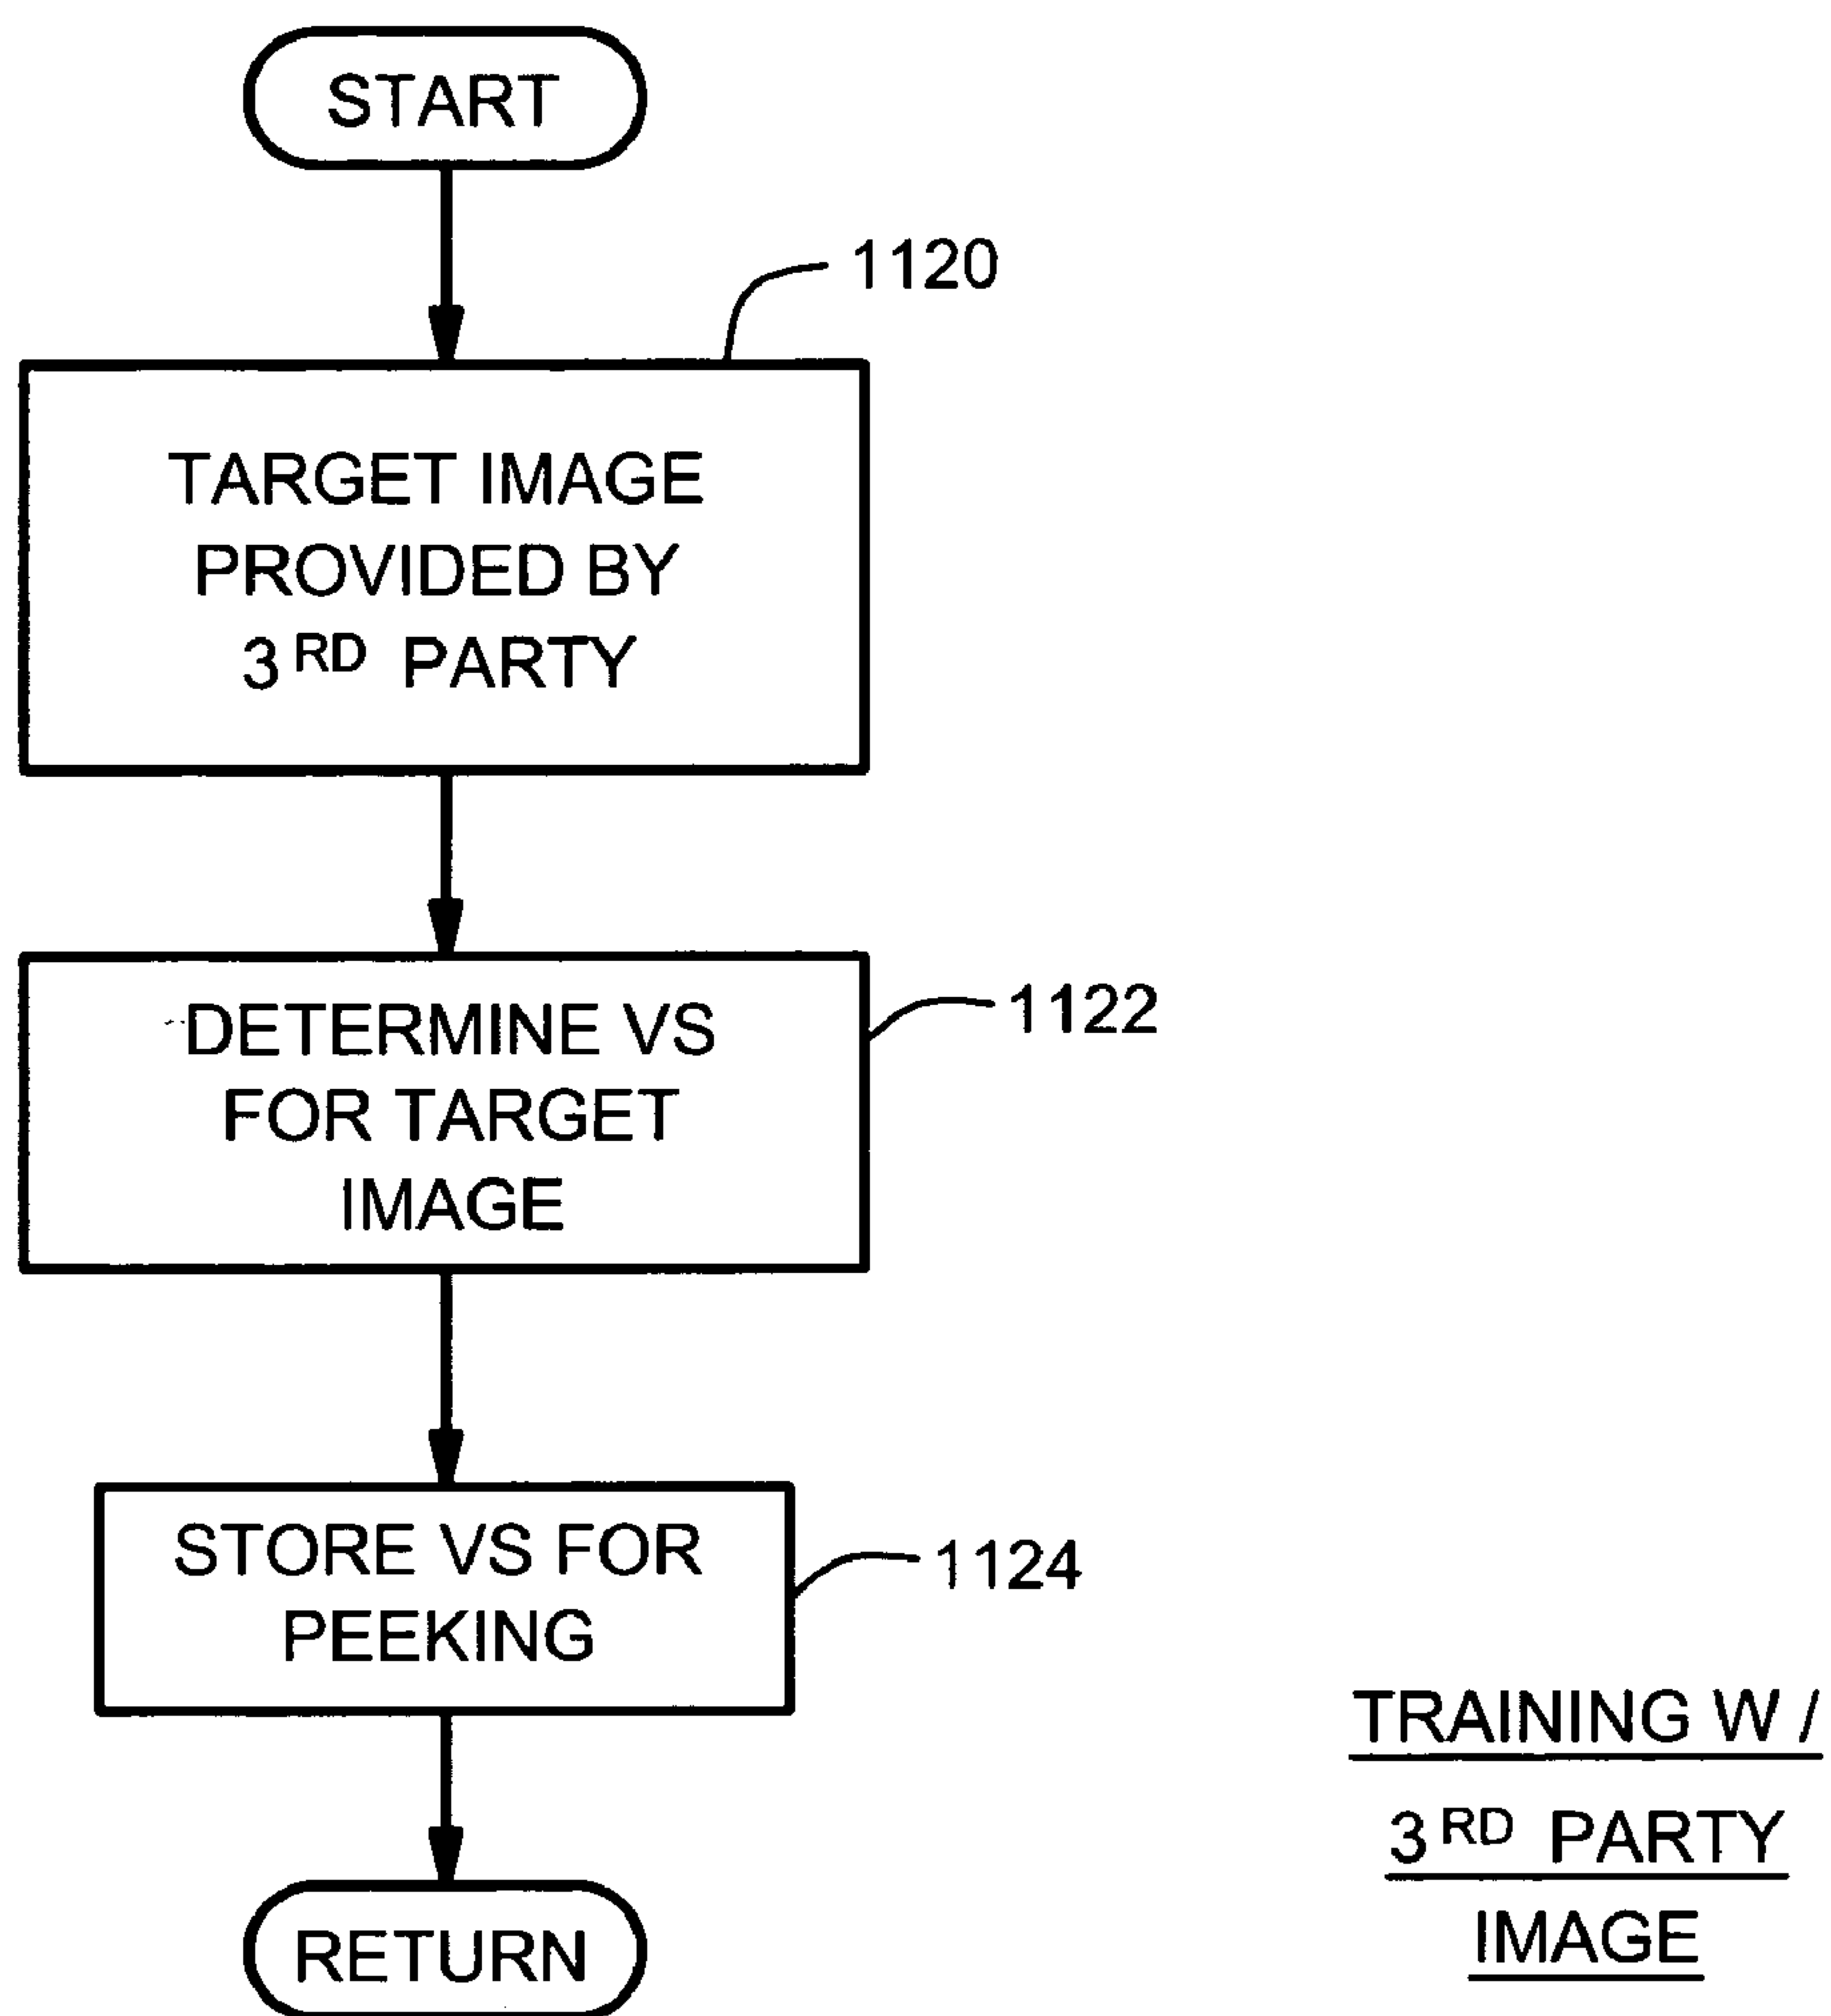 START
1120
TARGET IMAGE
PROVIDED BY
3RD PARTY
DETERMINE VS
FOR TARGET
IMAGE
1122
STORE VS FOR
PEEKING
1124
RETURN
TRAINING W /
3RD PARTY
IMAGE